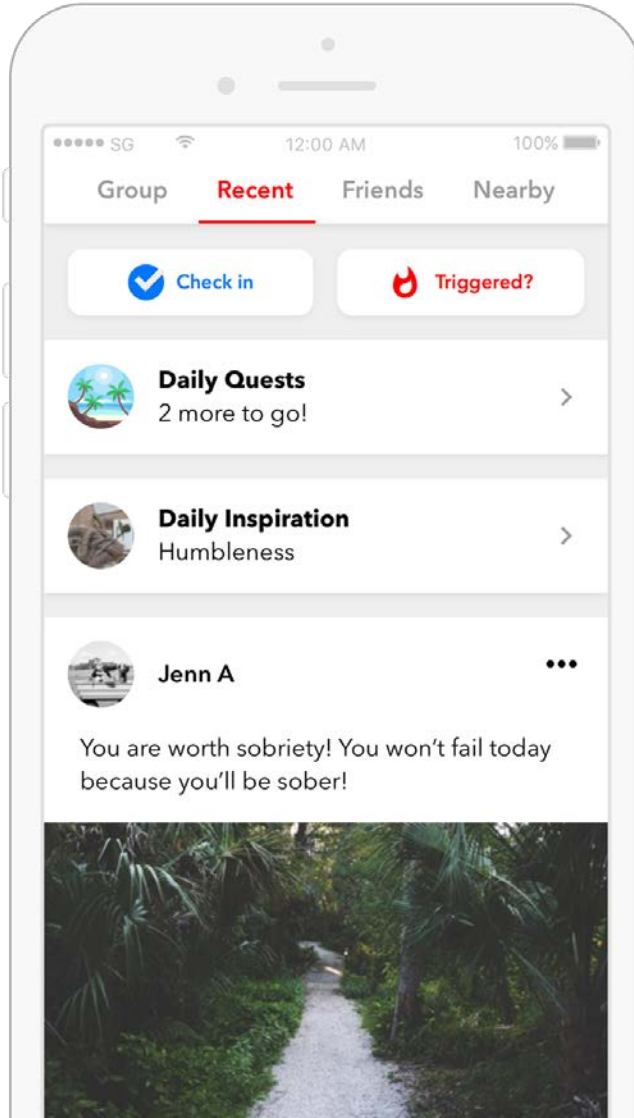 SG 12:00 AM 100%
Group Recent Friends Nearby
Check in Triggered?
Daily Quests
2 more to go!
Daily Inspiration
Humbleness
Jenn A
You are worth sobriety! You won’t fail today
because you’ll be sober!